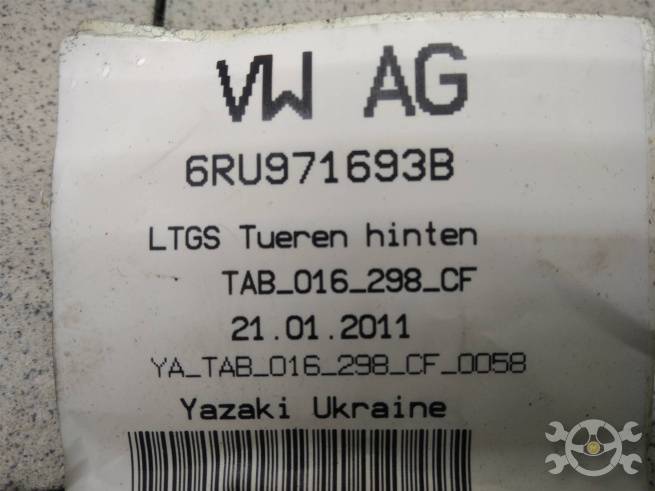 VW AG
6RU971693B
LTGS Tueren hinten
TAB_016_298_CF
21.01.2011
YA_TAB_016_298_CF_0058
Yazaki Ukraine